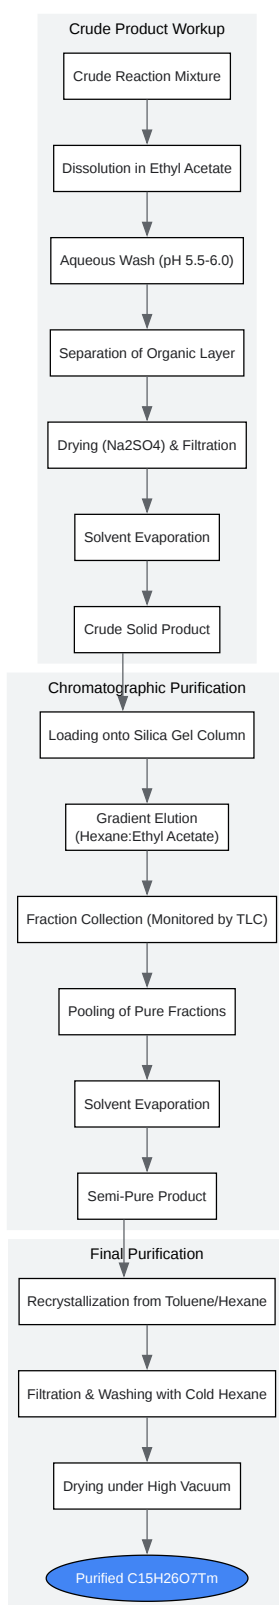 Crude Product Workup
Crude Reaction Mixture
Dissolution in Ethyl Acetate
Aqueous Wash (pH 5.5-6.0)
Separation of Organic Layer
Drying (Na2SO4) & Filtration
Solvent Evaporation
Crude Solid Product
Chromatographic Purification
Loading onto Silica Gel Column
Gradient Elution
(Hexane:Ethyl Acetate)
Fraction Collection (Monitored by TLC)
Pooling of Pure Fractions
Solvent Evaporation
Semi-Pure Product
Final Purification
Recrystallization from Toluene/Hexane
Filtration & Washing with Cold Hexane
Drying under High Vacuum
Purified C15H26O7Tm